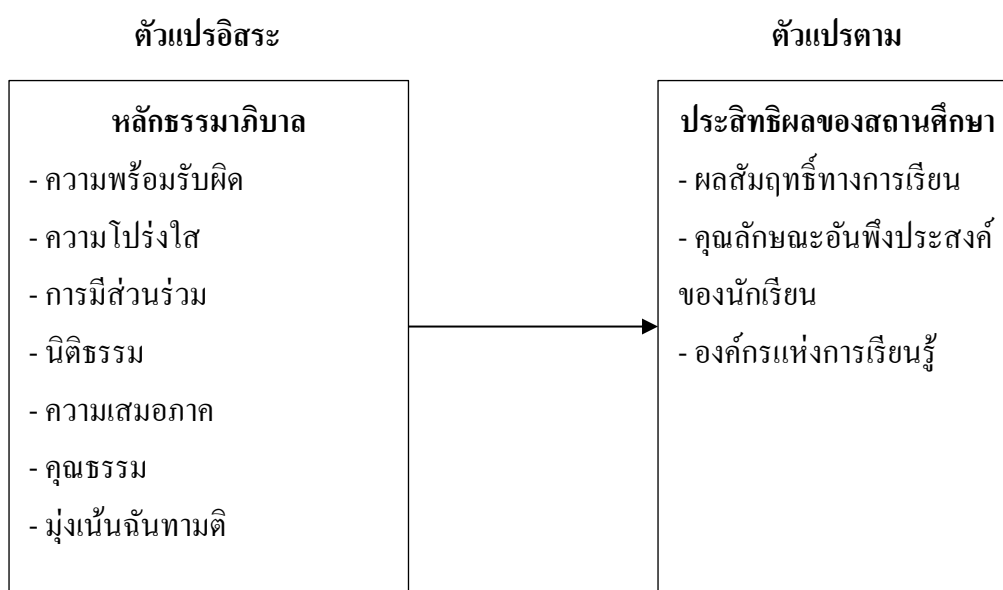 ตัวแปรอิสระ
หลักธรรมาภิบาล
- ความพร้อมรับผิด
- ความโปร่งใส
- การมีส่วนร่วม
- นิติธรรม
- ความเสมอภาค
- คุณธรรม
- มุ่งเน้นฉันทามติ
ตัวแปรตาม
ประสิทธิผลของสถานศึกษา
- ผลสัมฤทธิ์ทางการเรียน
- คุณลักษณะอันพึงประสงค์
ของนักเรียน
- องค์กรแห่งการเรียนรู้